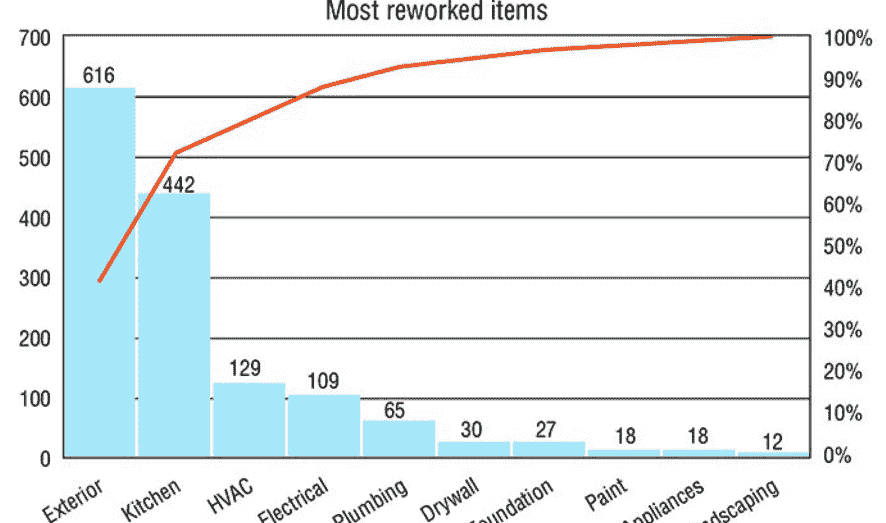 Most reworked items
700
600
500
400
300
200
100
0
100%
90%
80%
70%
60%
50%
40%
30%
20%
10%
0%
616
442
129
109
65
30
27
18
18
12
Exterior
Kitchen
HVAC
Electrical
Plumbing
Drywall
oundation
Paint
Appliances
ndscaping